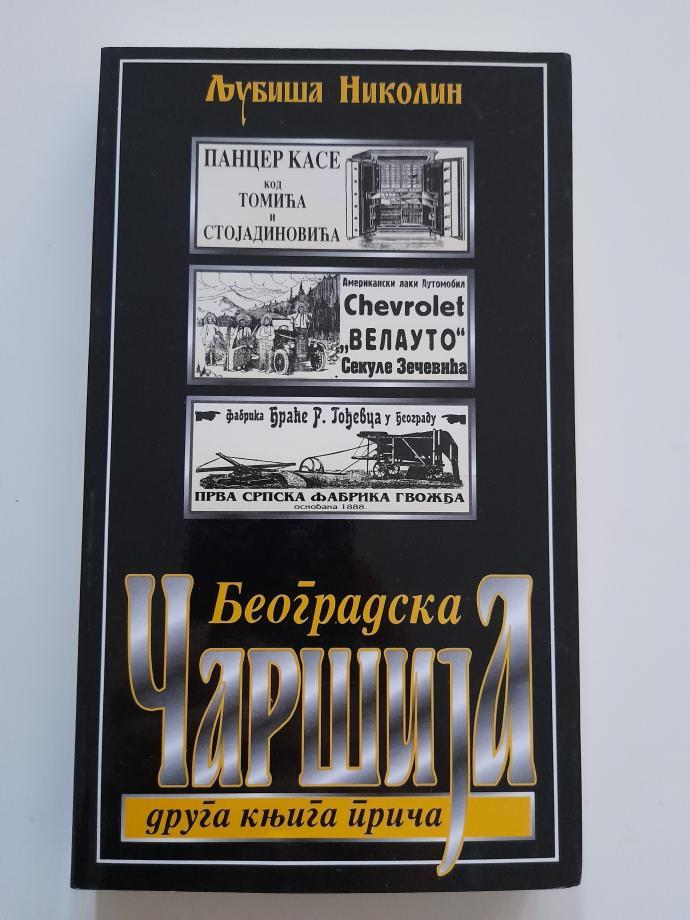 Љубиша Николин
ПАНЦЕР КАСЕ
код
ТОМИЋА
и
СТОЈАДИНОВИЋА
Американски лаки Аутомобил
Chevrolet
„ВЕЛАУТО“
Секуле Зечевића
Фабрика Браће Р. Гођевца у Београду
ПРВА СРПСКА ФАБРИКА ГВОЖЂА
основана 1888.
Београдска
ЧАРШИЈА
друга књига прича